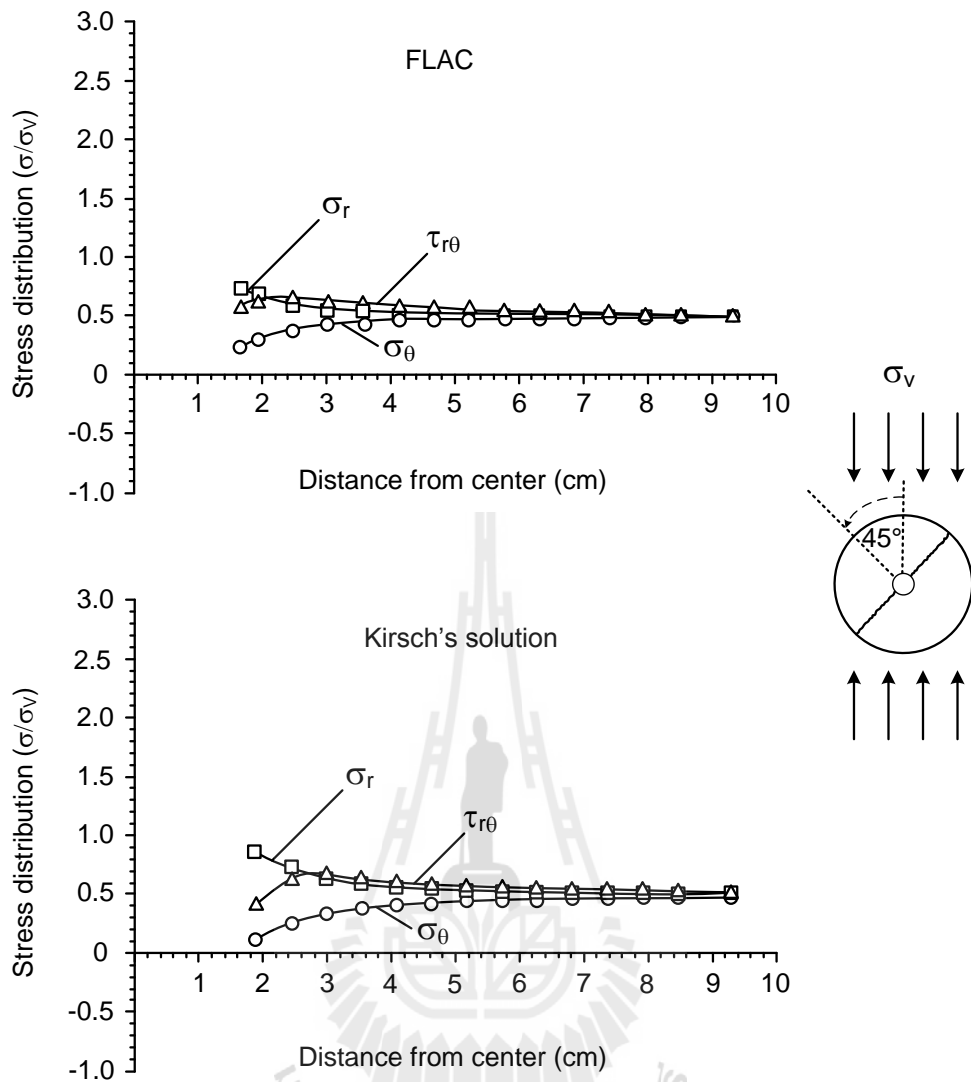 3.0
FLAC
2.5
2.0
1.5
σr
τrθ
1.0
0.5
σθ
0
1 2 3 4 5 6 7 8 9 10
-0.5
-1.0
Stress distribution (σ/σV)
Distance from center (cm)
σv
45°
3.0
Kirsch's solution
2.5
2.0
1.5
σr
τrθ
1.0
0.5
σθ
0
1 2 3 4 5 6 7 8 9 10
-0.5
-1.0
Stress distribution (σ/σV)
Distance from center (cm)